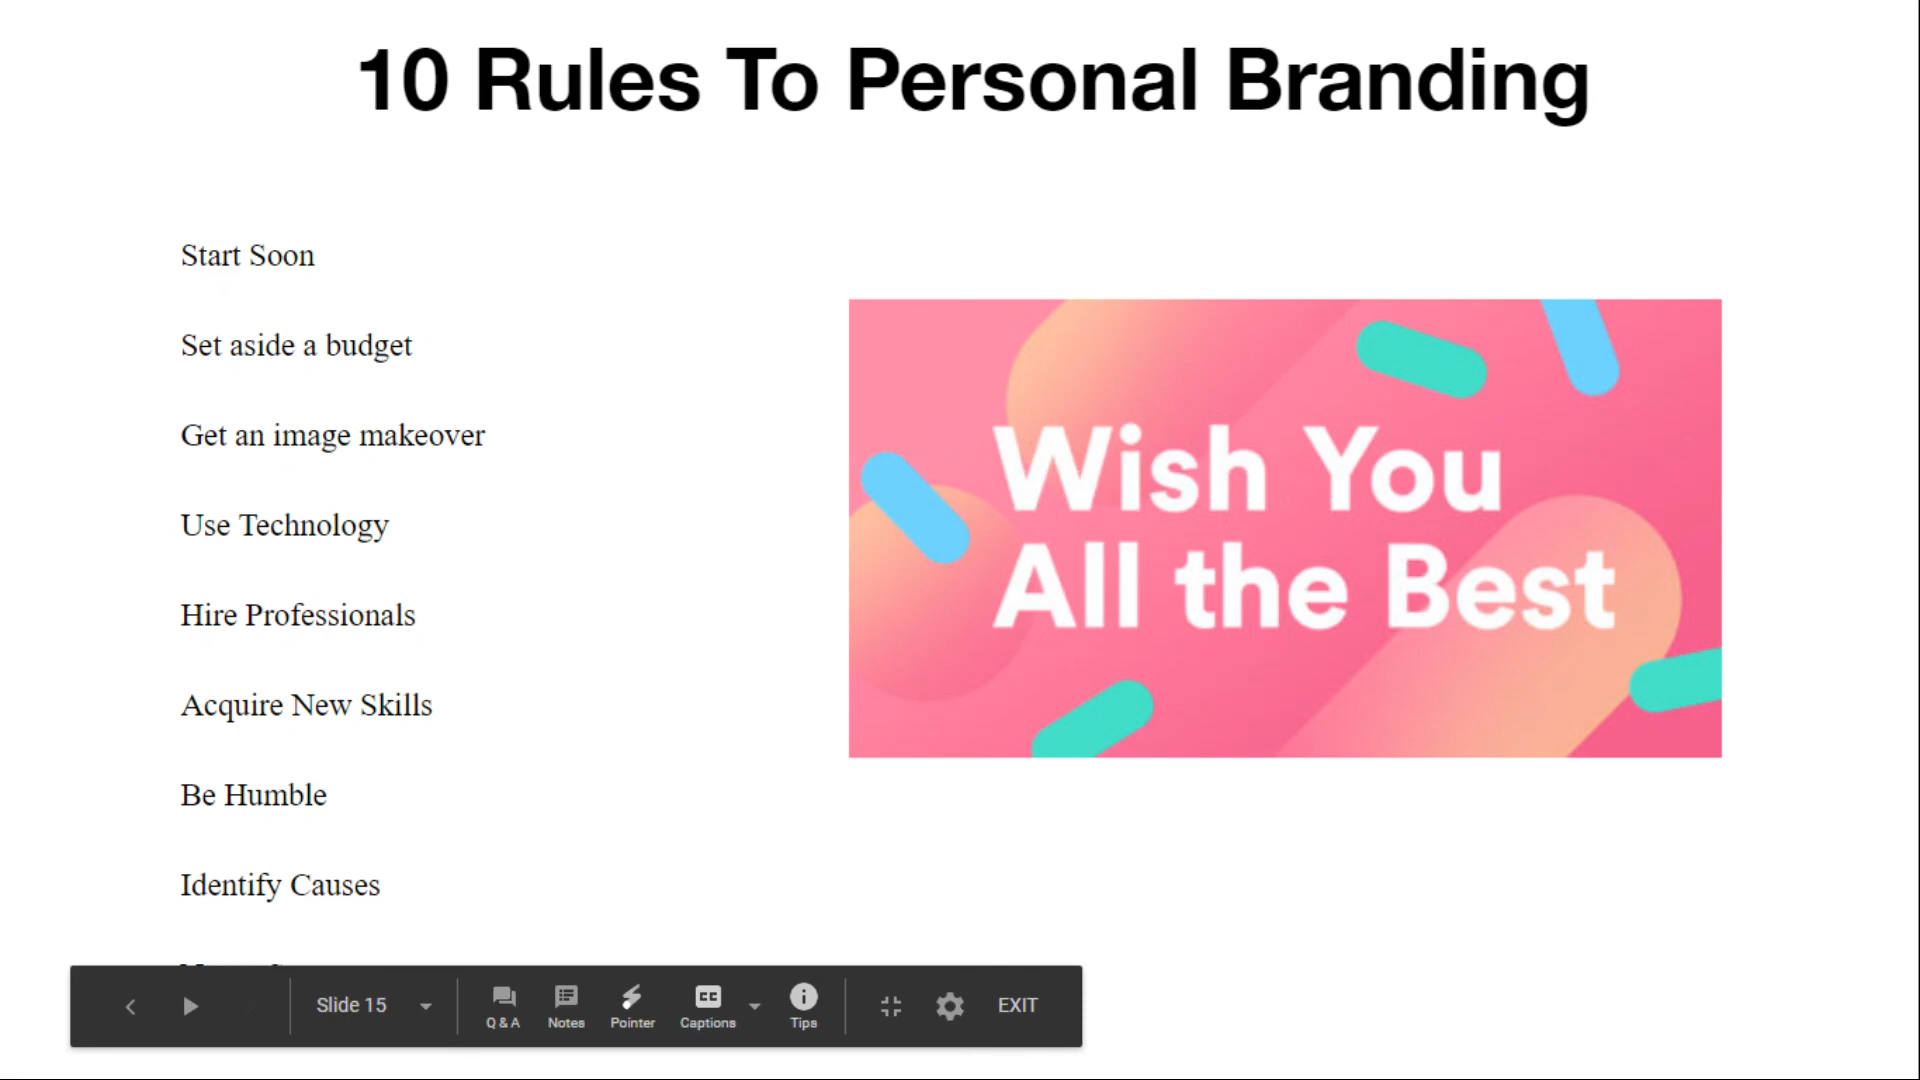 10 Rules To Personal Branding
Start Soon
Set aside a budget
Get an image makeover
Use Technology
Hire Professionals
Acquire New Skills
Be Humble
Identify Causes
Wish You
All the Best
Slide 15
Q & A
Notes
Pointer
CC
Captions
Tips
EXIT